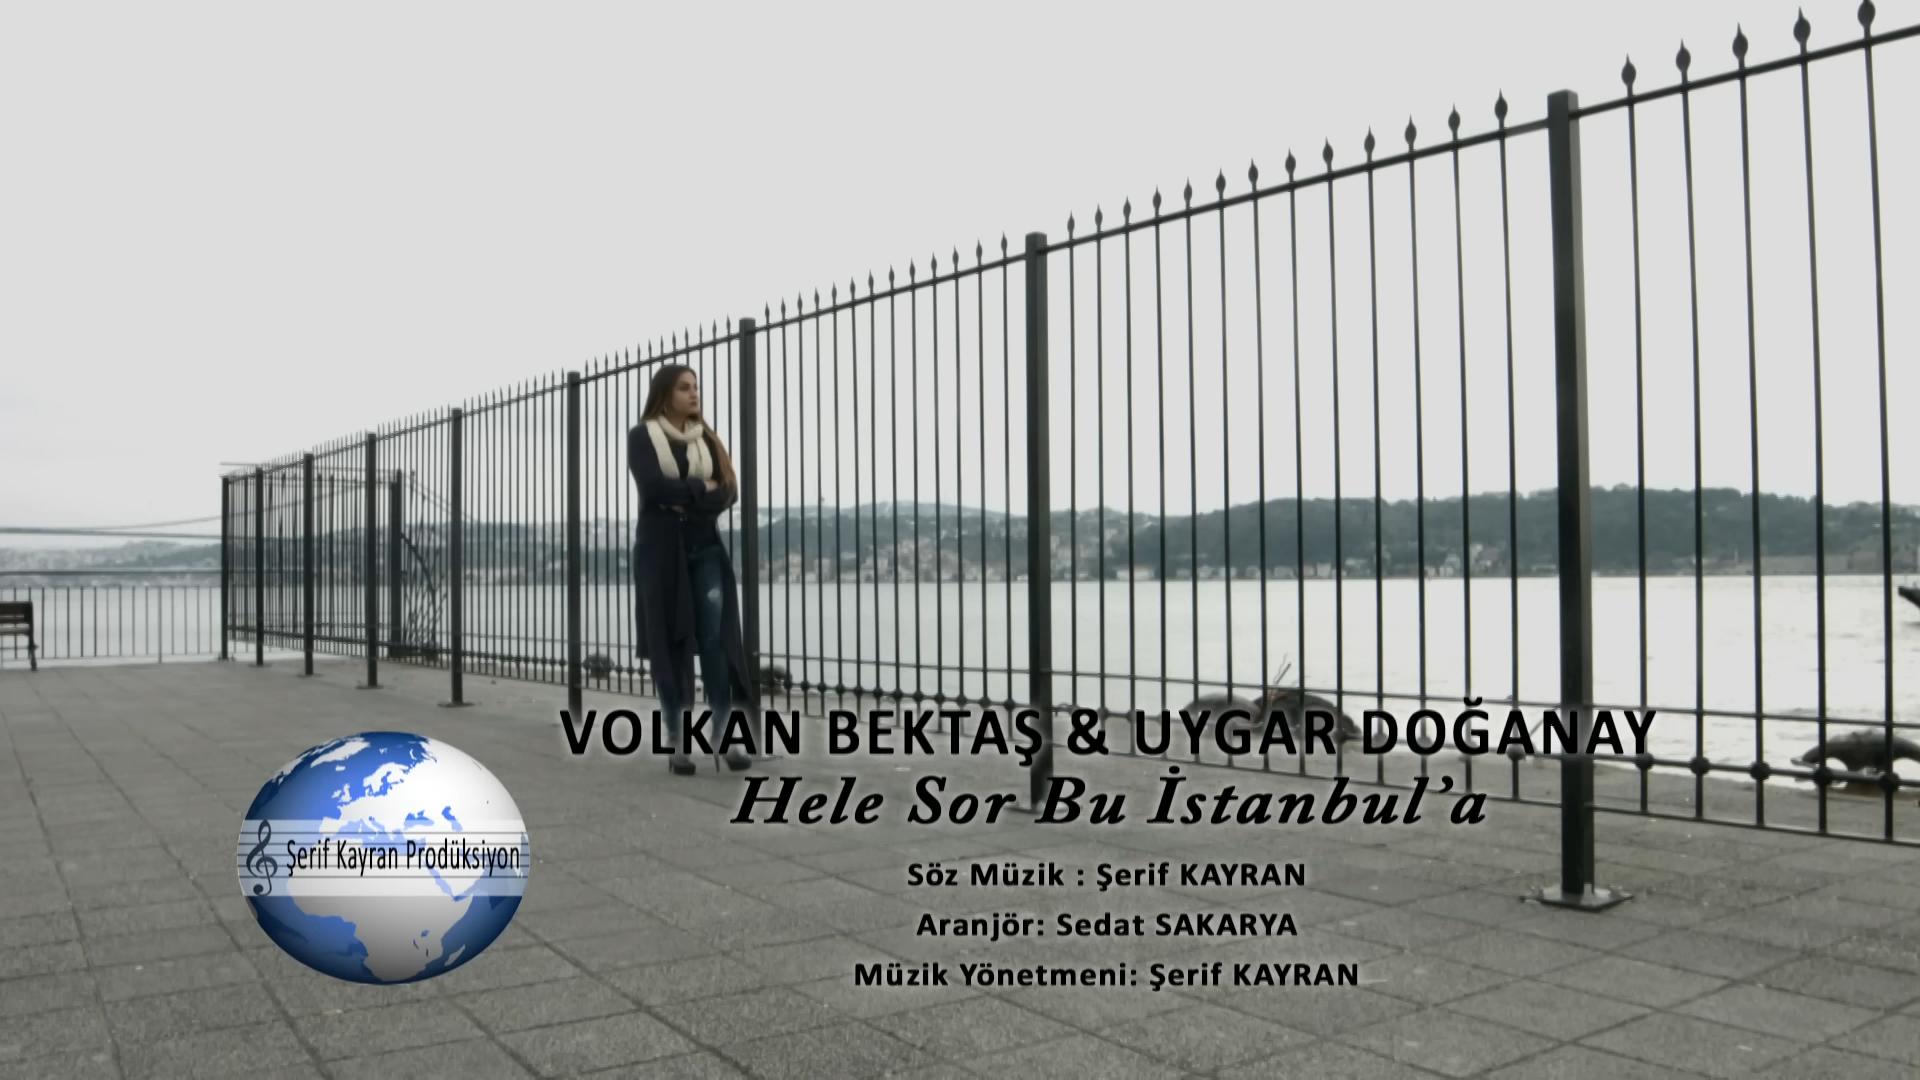 VOLKAN BEKTAŞ & UYGAR DOĞANAY
Hele Sor Bu İstanbul'a
Şerif Kayran Prodüksiyon
Söz Müzik : Şerif KAYRAN
Aranjör: Sedat SAKARYA
Müzik Yönetmeni: Şerif KAYRAN